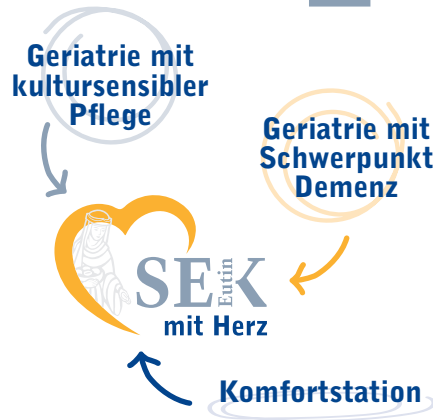 Geriatrie mit
kultursensibler
Pflege
Geriatrie mit
Schwerpunkt
Demenz
SEK
Eutin
mit Herz
Komfortstation